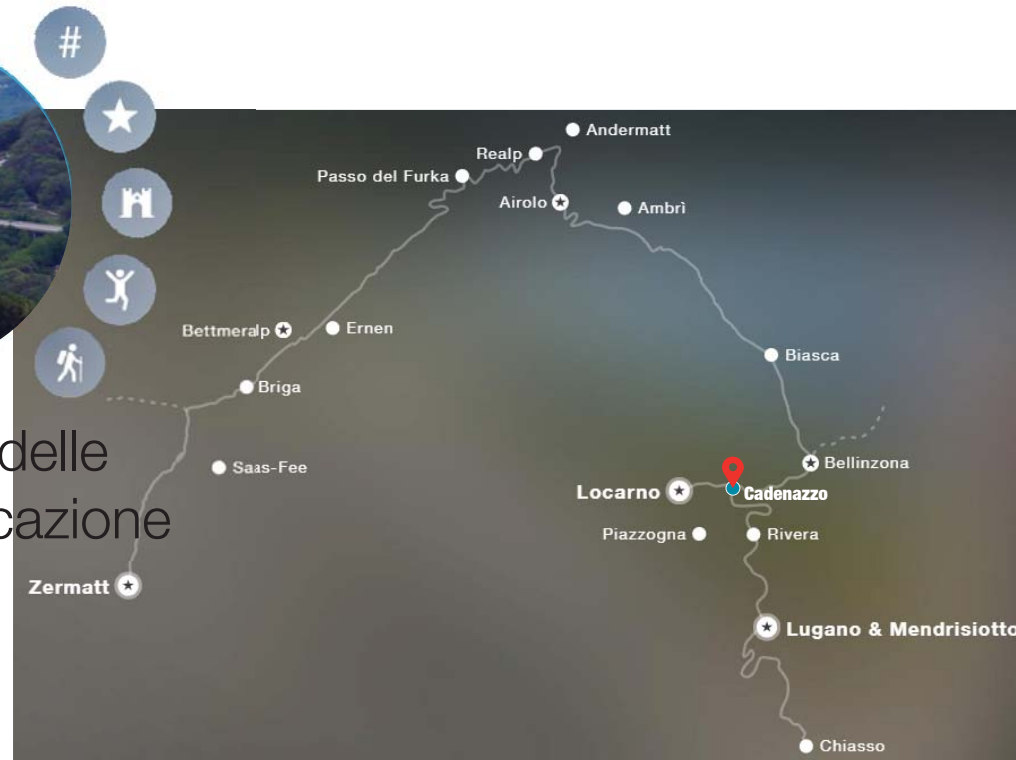 #
Andermatt
Realp
Passo del Furka
Airolo
Ambrì
Bettmeralp
Ernen
Biasca
Briga
delle
Saas-Fee
Bellinzona
Locarno
Cadenazzo
cazione
Piazzogna
Rivera
Zermatt
Lugano & Mendrisiotto
Chiasso